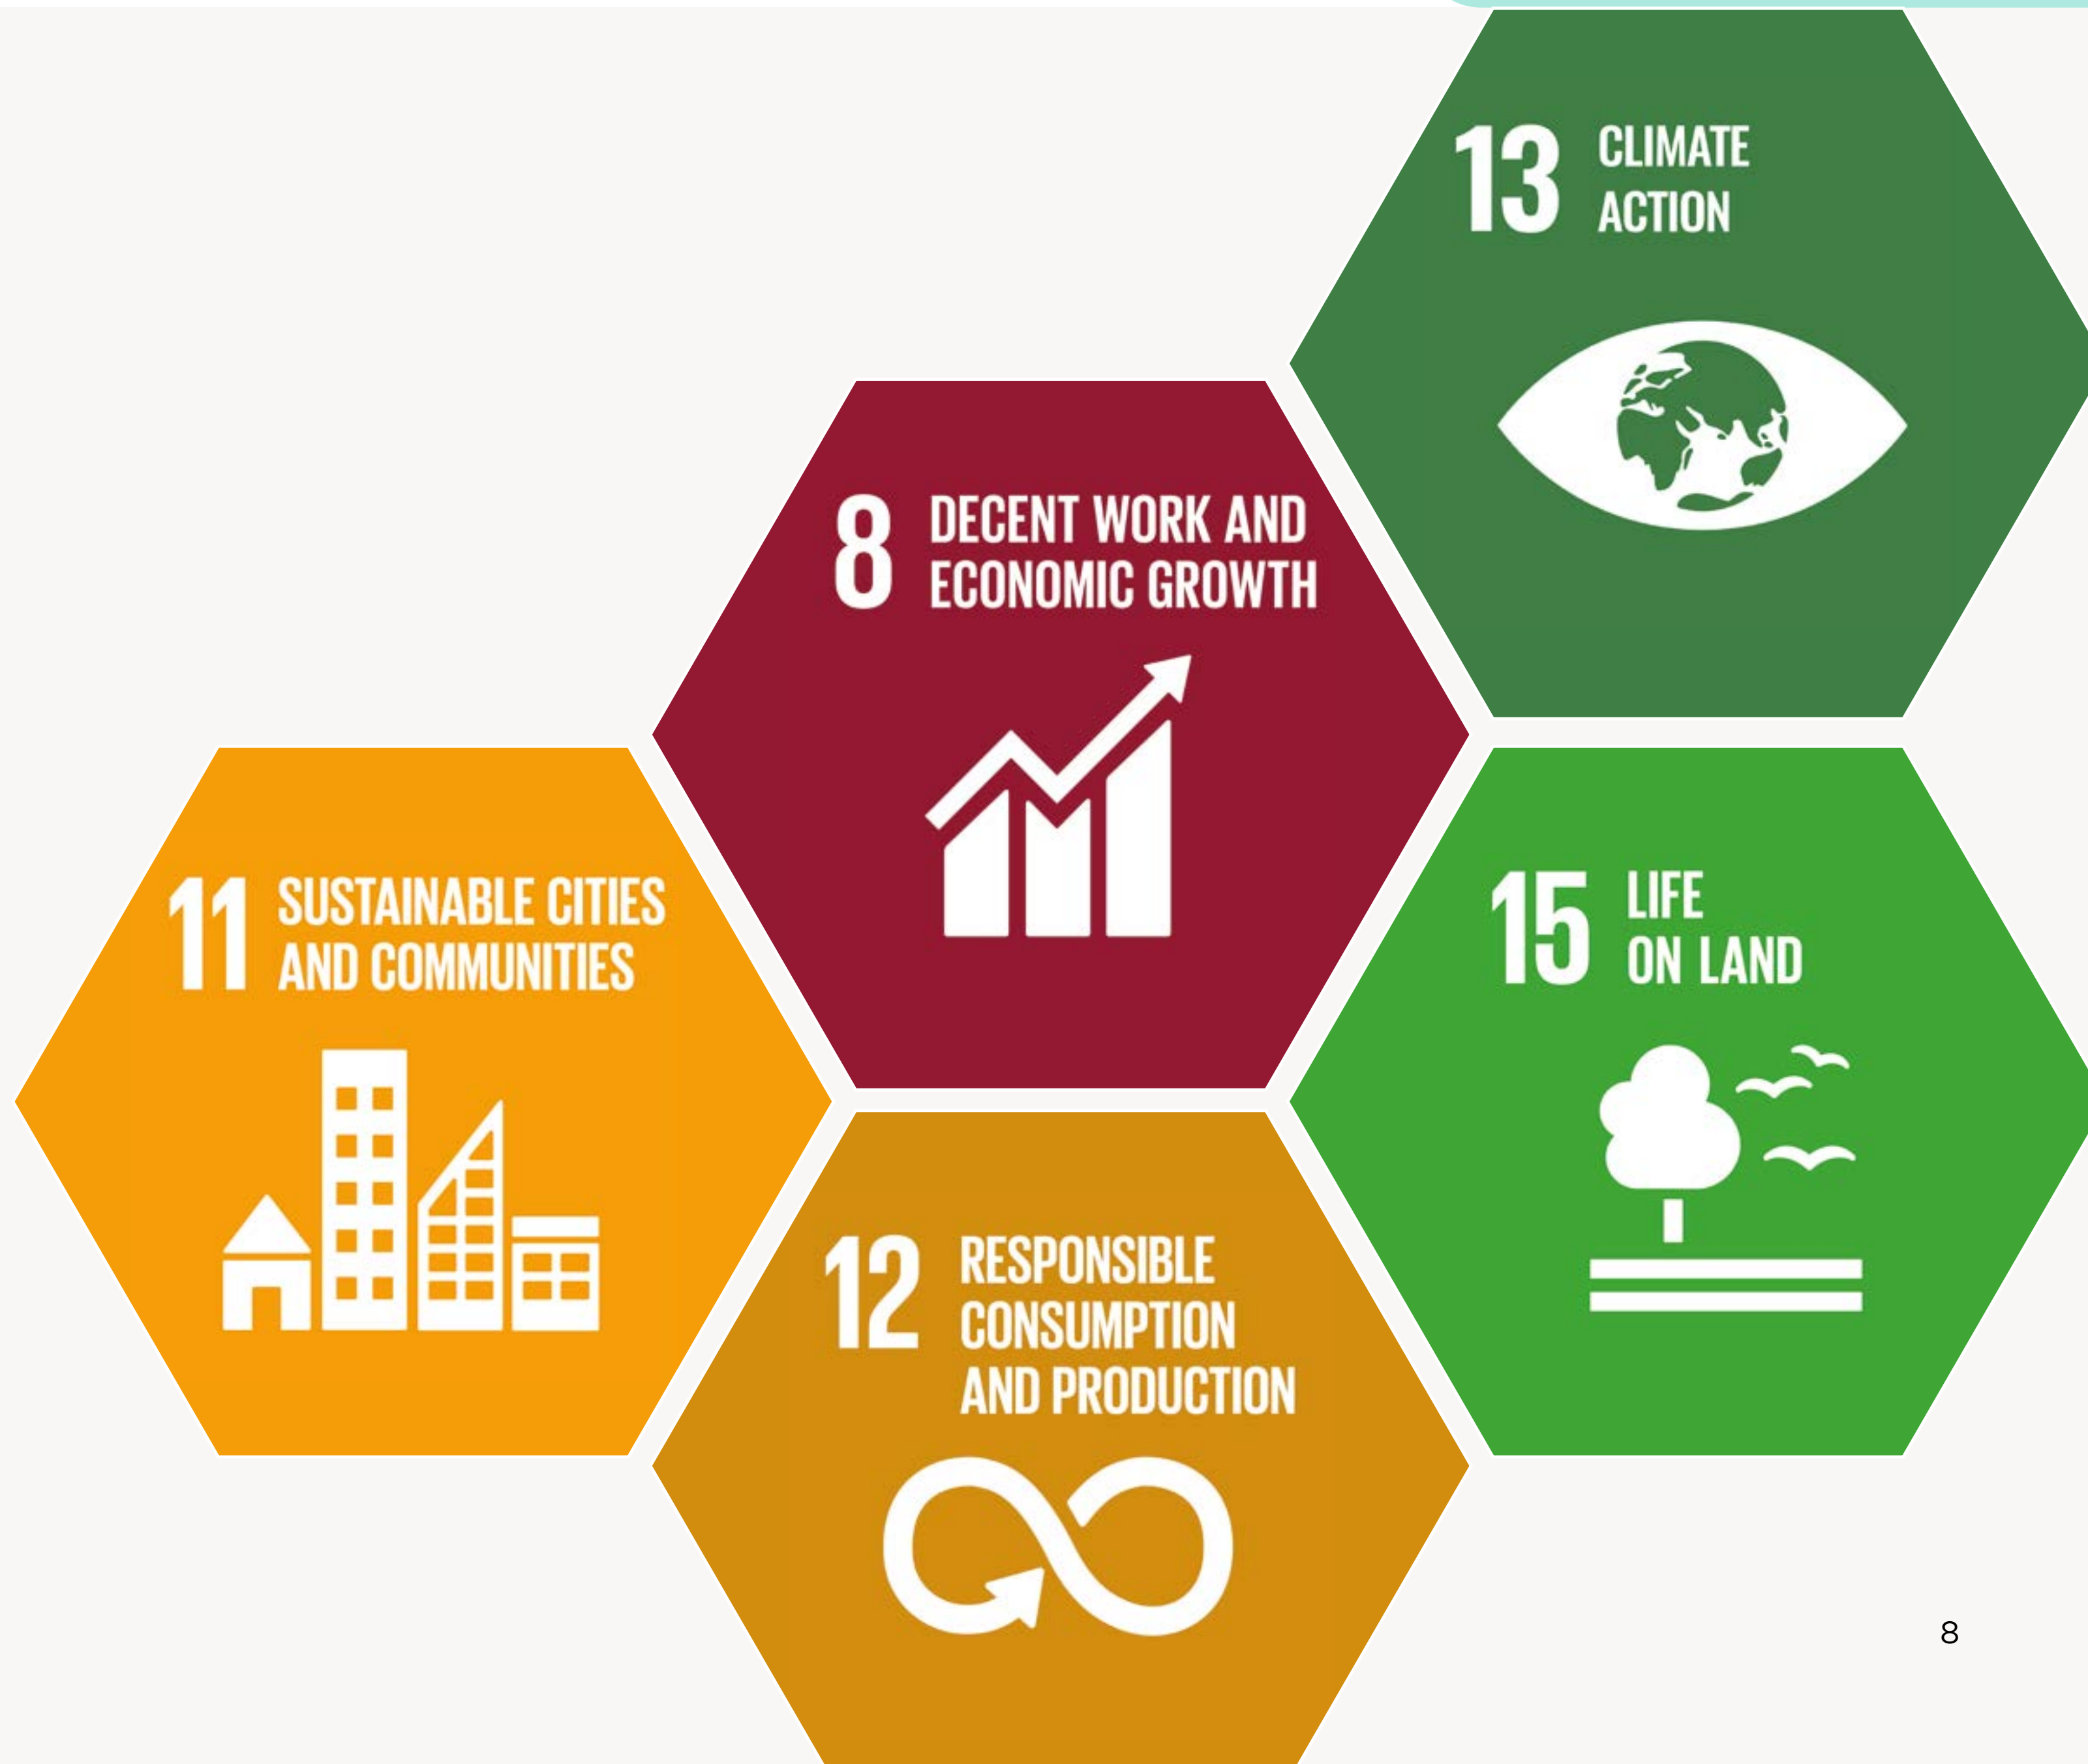 13 CLIMATE
ACTION
8 DECENT WORK AND
ECONOMIC GROWTH
11 SUSTAINABLE CITIES
AND COMMUNITIES
15 LIFE
ON LAND
12 RESPONSIBLE
CONSUMPTION
AND PRODUCTION
8